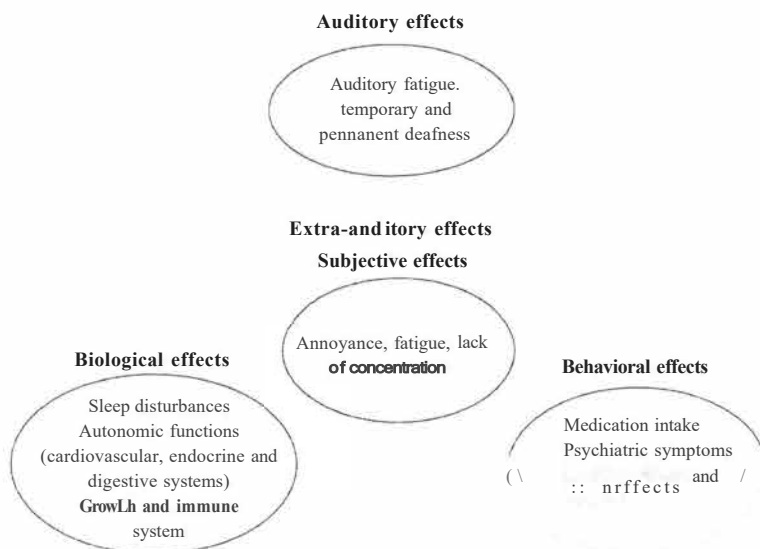 Auditory effects
Auditory fatigue.
temporary and
pennanent deafness
Extra-anditory effects
Subjective effects
Annoyance, fatigue, lack
of concentration
Biological effects
Sleep disturbances
Autonomic functions
(cardiovascular, endocrine and
digestive systems)
GrowLh and immune
system
Behavioral effects
Medication intake
Psychiatric symptoms
and
:: nrffects